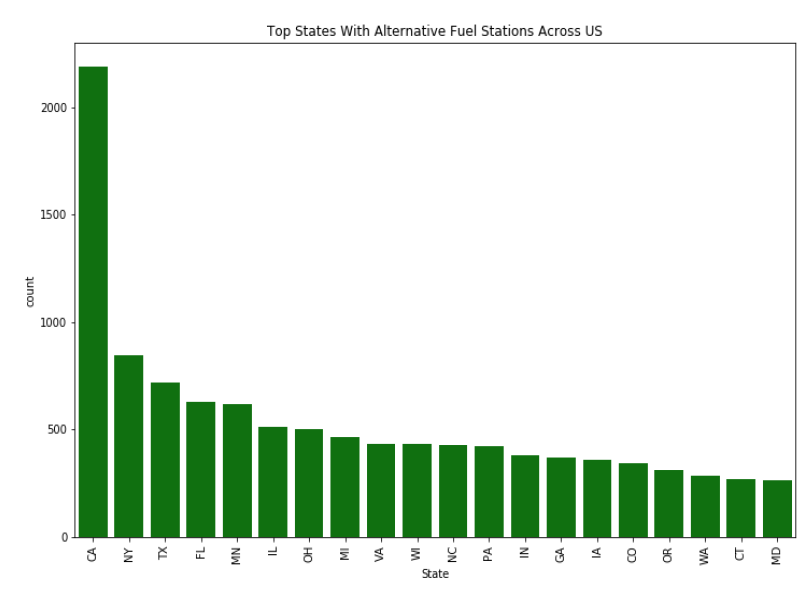 Top States With Alternative Fuel Stations Across US
2000
1500
1000
500
0
count
CA NY TX FL MN IL OH MI VA WI NC PA IN GA IA CO OR WA CT MD
State